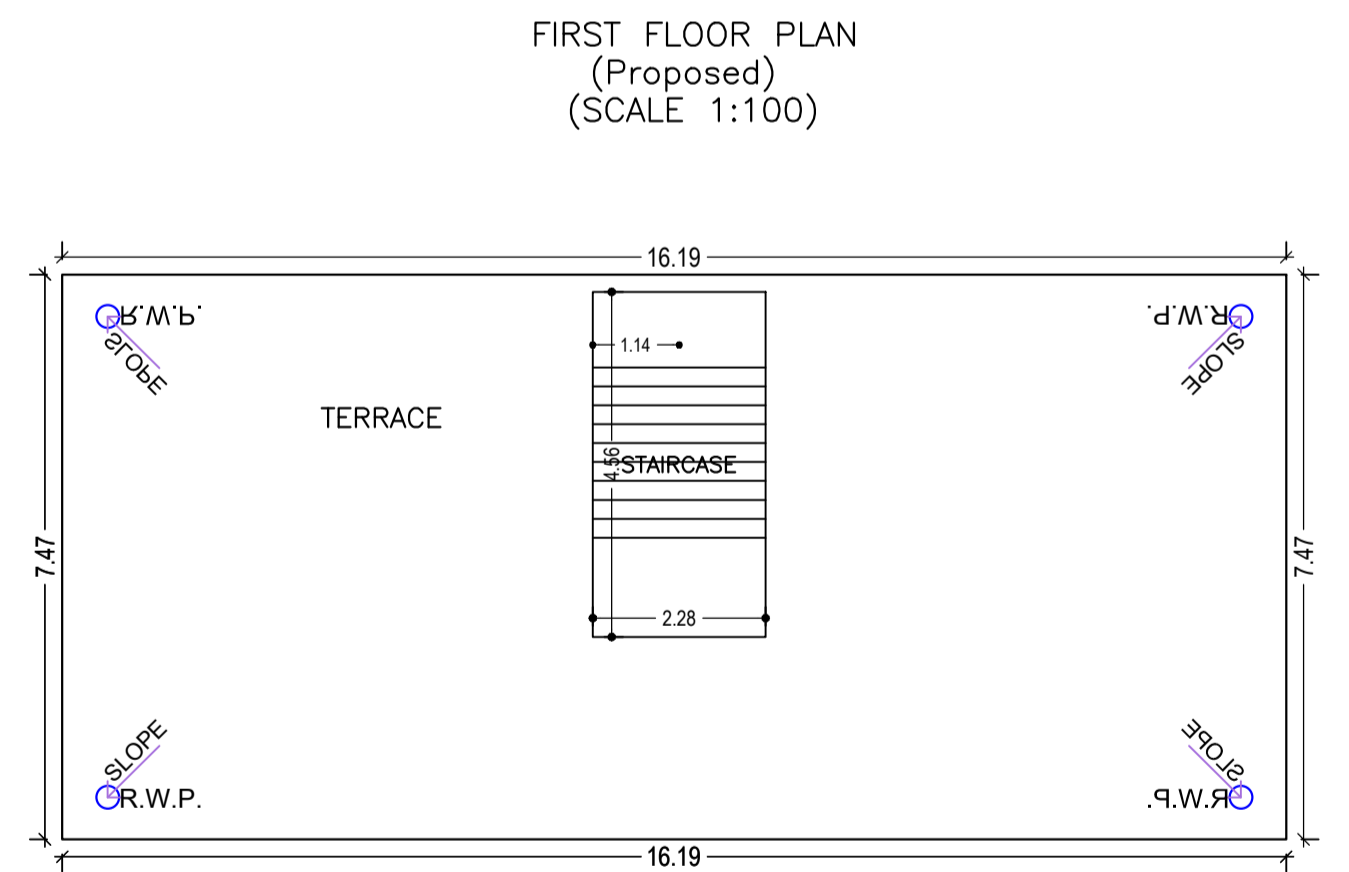 FIRST FLOOR PLAN
(Proposed)
(SCALE 1:100)
16.19
R.W.P.
R.W.P.
SLOPE
SLOPE
1.14
TERRACE
4.56
STAIRCASE
7.47
7.47
2.28
SLOPE
SLOPE
R.W.P.
R.W.P.
16.19